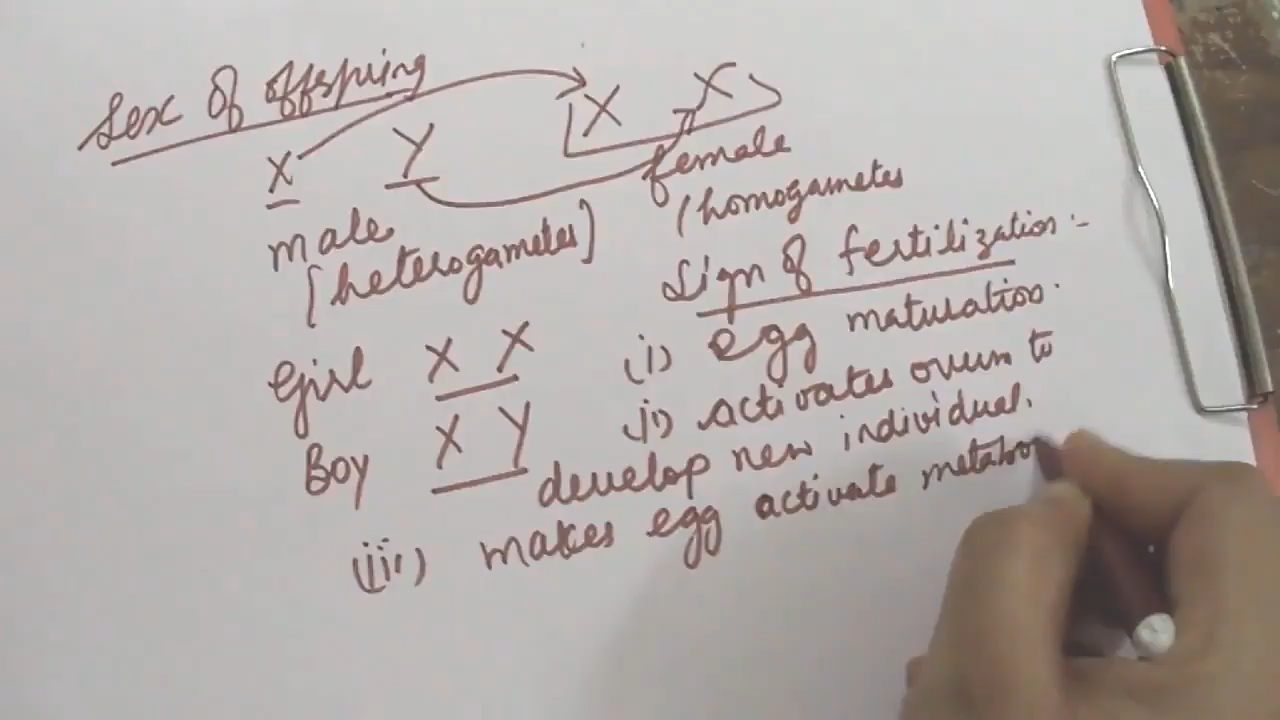 Sex of offspring
X Y X X
male female
[heterogametes] (homogametes
Girl X X
Boy X Y
Sign of fertilization :-
(i) egg maturation.
(ii) activates ovum to
develop new individual.
(iii) makes egg activate metabo